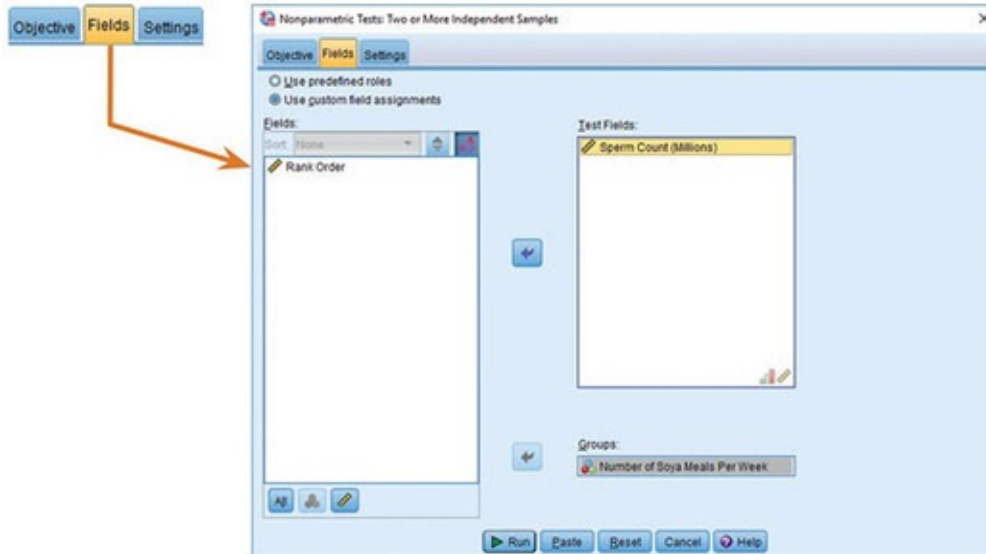 Objective Fields Settings
Nonparametric Tests: Two or More Independent Samples
Objective Fields Settings
Use predefined roles
Use custom field assignments
Fields:
Sort: None
Rank Order
Test Fields:
Sperm Count (Millions)
Groups:
Number of Soya Meals Per Week
All
Run Paste Reset Cancel Help